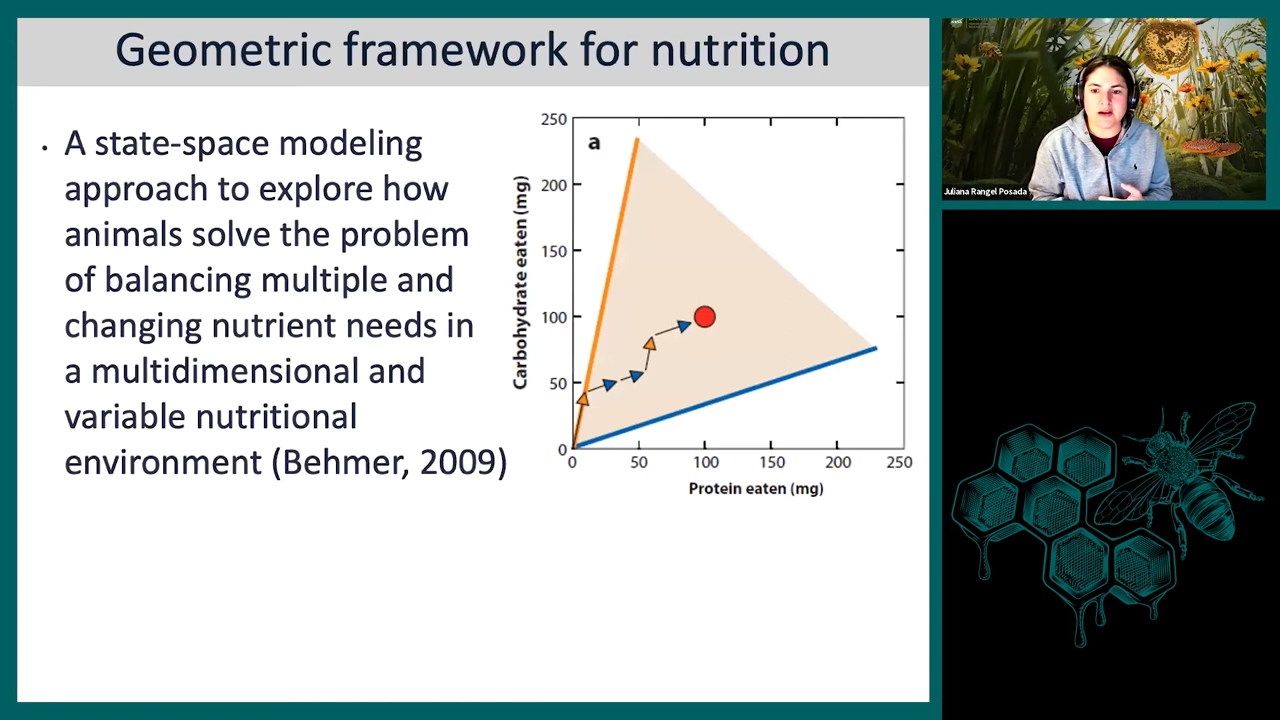 Geometric framework for nutrition
• A state-space modeling
approach to explore how
animals solve the problem
of balancing multiple and
changing nutrient needs in
a multidimensional and
variable nutritional
environment (Behmer, 2009)
a
Carbohydrate eaten (mg)
250
200
150
100
50
0
0 50 100 150 200 250
Protein eaten (mg)
Juliana Rangel Posada